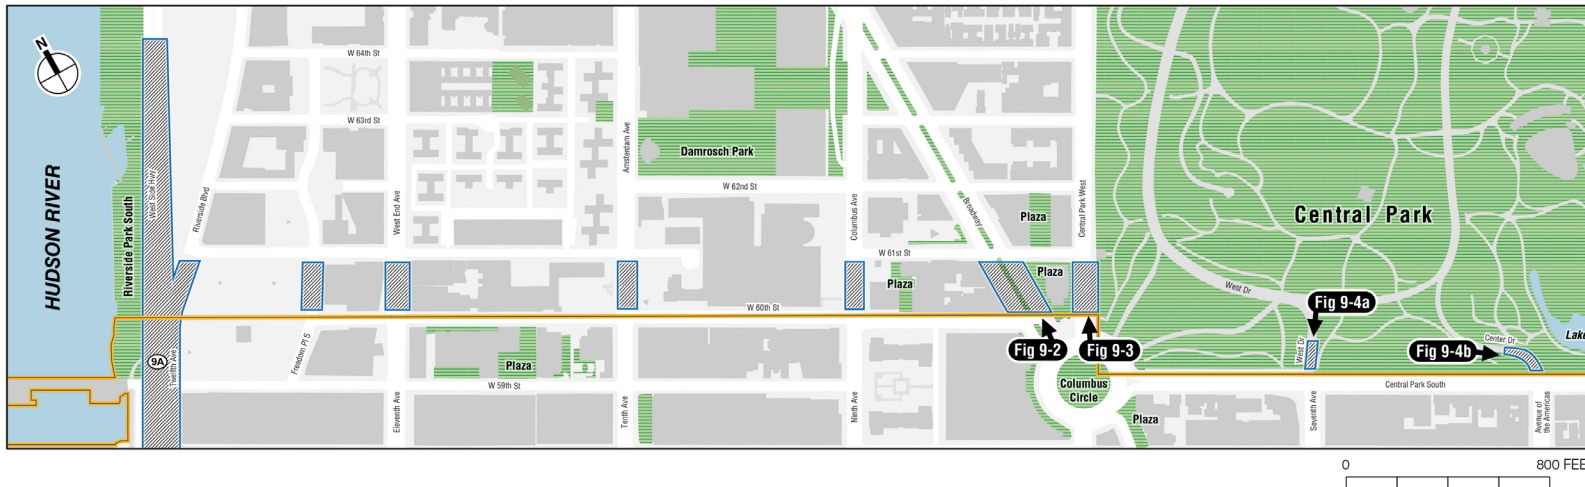 N
HUDSON RIVER
Riverside Park South
West Side Hwy
Riverside Blvd
W 64th St
W 63rd St
West End Ave
Amsterdam Ave
Damrosch Park
W 62nd St
Columbus Ave
Broadway
Plaza
Central Park West
Central Park
W 61st St
Plaza
Plaza
W 60th St
West Dr
Fig 9-4a
Fig 9-2
Fig 9-3
West Dr
Fig 9-4b
Center Dr
Lake
9A
Twelfth Ave
Freedom Pl S
Plaza
W 59th St
Columbus
Circle
Central Park South
Eleventh Ave
Tenth Ave
Ninth Ave
Plaza
Seventh Ave
Avenue of
the Americas
0
800 FEE